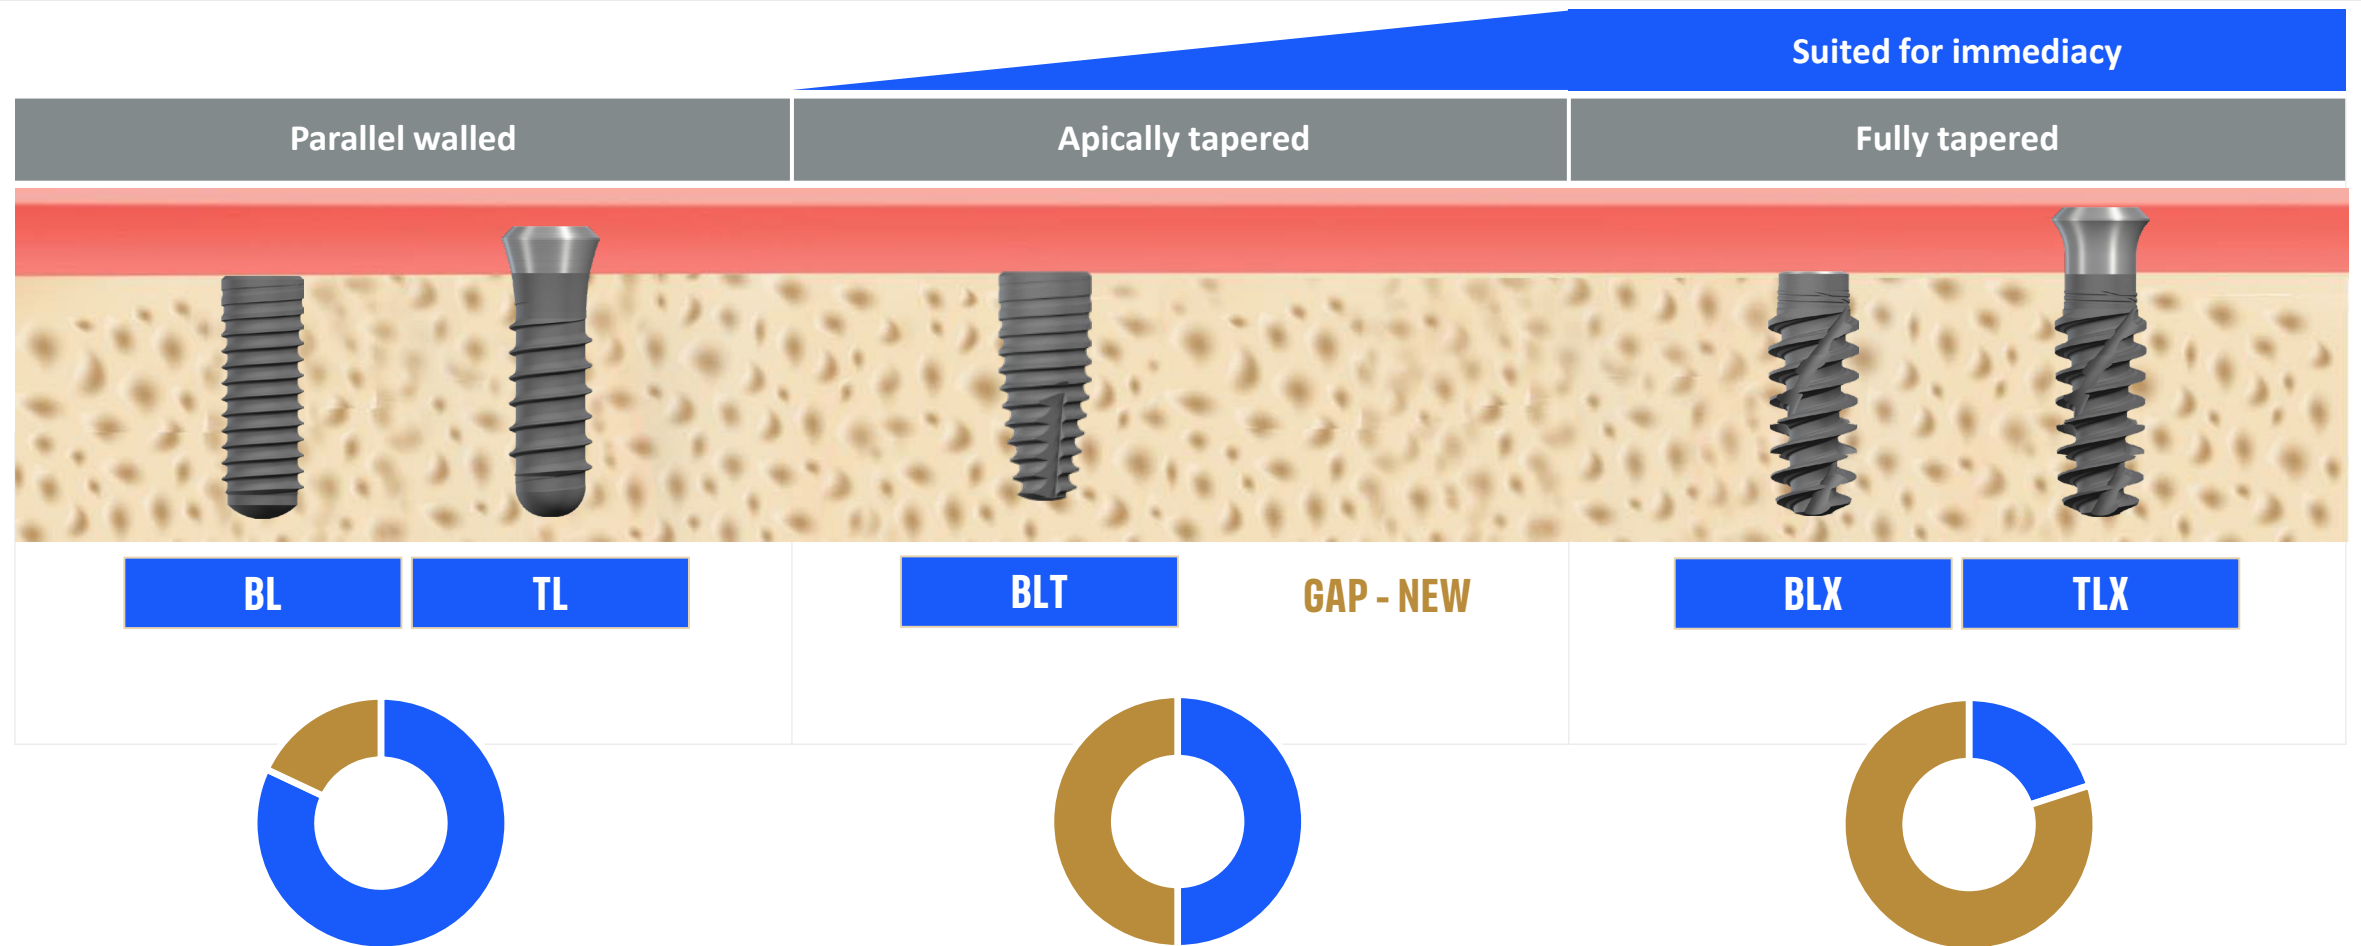 Suited for immediacy
Parallel walled
Apically tapered
Fully tapered
BL
TL
BLT
GAP - NEW
BLX
TLX